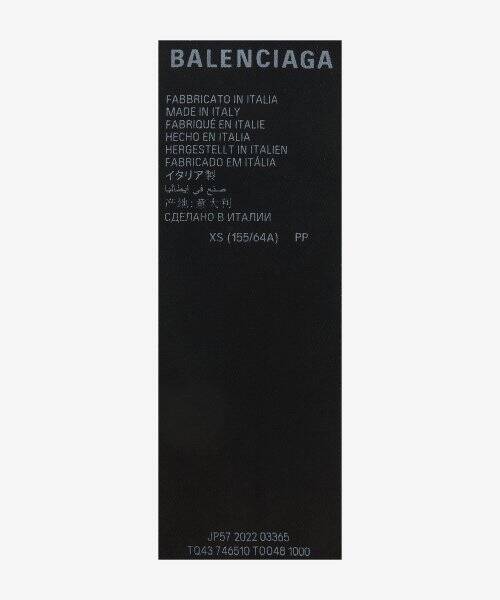 BALENCIAGA
FABBRICATO IN ITALIA
MADE IN ITALY
FABRIQUÉ EN ITALIE
HECHO EN ITALIA
HERGESTELLT IN ITALIEN
FABRICADO EM ITÁLIA
イタリア製
صنع في ايطاليا
产地:意大利
СДЕЛАНО В ИТАЛИИ
XS (155/64A) PP
JP57 2022 03365
TQ43 746510 TO048 1000